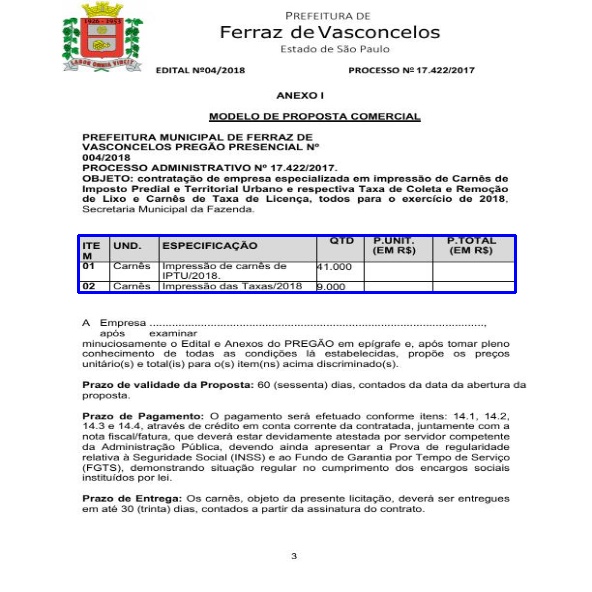 1926 - 1953
LABOR OMNIA VINCIT
PREFEITURA DE
Ferraz de Vasconcelos
Estado de São Paulo
EDITAL Nº04/2018 PROCESSO Nº 17.422/2017
ANEXO I
MODELO DE PROPOSTA COMERCIAL
PREFEITURA MUNICIPAL DE FERRAZ DE
VASCONCELOS PREGÃO PRESENCIAL Nº
004/2018
PROCESSO ADMINISTRATIVO Nº 17.422/2017.
OBJETO: contratação de empresa especializada em impressão de Carnês de
Imposto Predial e Territorial Urbano e respectiva Taxa de Coleta e Remoção
de Lixo e Carnês de Taxa de Licença, todos para o exercício de 2018,
Secretaria Municipal da Fazenda.
ITE M UND. ESPECIFICAÇÃO QTD P.UNIT. (EM R$) P.TOTAL (EM R$)
01 Carnês Impressão de carnês de 41.000
IPTU/2018.
02 Carnês Impressão das Taxas/2018 9.000
A Empresa ....................................................................................................,
após examinar
minuciosamente o Edital e Anexos do PREGÃO em epígrafe e, após tomar pleno
conhecimento de todas as condições lá estabelecidas, propõe os preços
unitário(s) e total(is) para o(s) item(ns) acima discriminado(s).
Prazo de validade da Proposta: 60 (sessenta) dias, contados da data da abertura da
proposta.
Prazo de Pagamento: O pagamento será efetuado conforme itens: 14.1, 14.2,
14.3 e 14.4, através de crédito em conta corrente da contratada, juntamente com a
nota fiscal/fatura, que deverá estar devidamente atestada por servidor competente
da Administração Pública, devendo ainda apresentar a Prova de regularidade
relativa à Seguridade Social (INSS) e ao Fundo de Garantia por Tempo de Serviço
(FGTS), demonstrando situação regular no cumprimento dos encargos sociais
instituídos por lei.
Prazo de Entrega: Os carnês, objeto da presente licitação, deverá ser entregues
em até 30 (trinta) dias, contados a partir da assinatura do contrato.
3